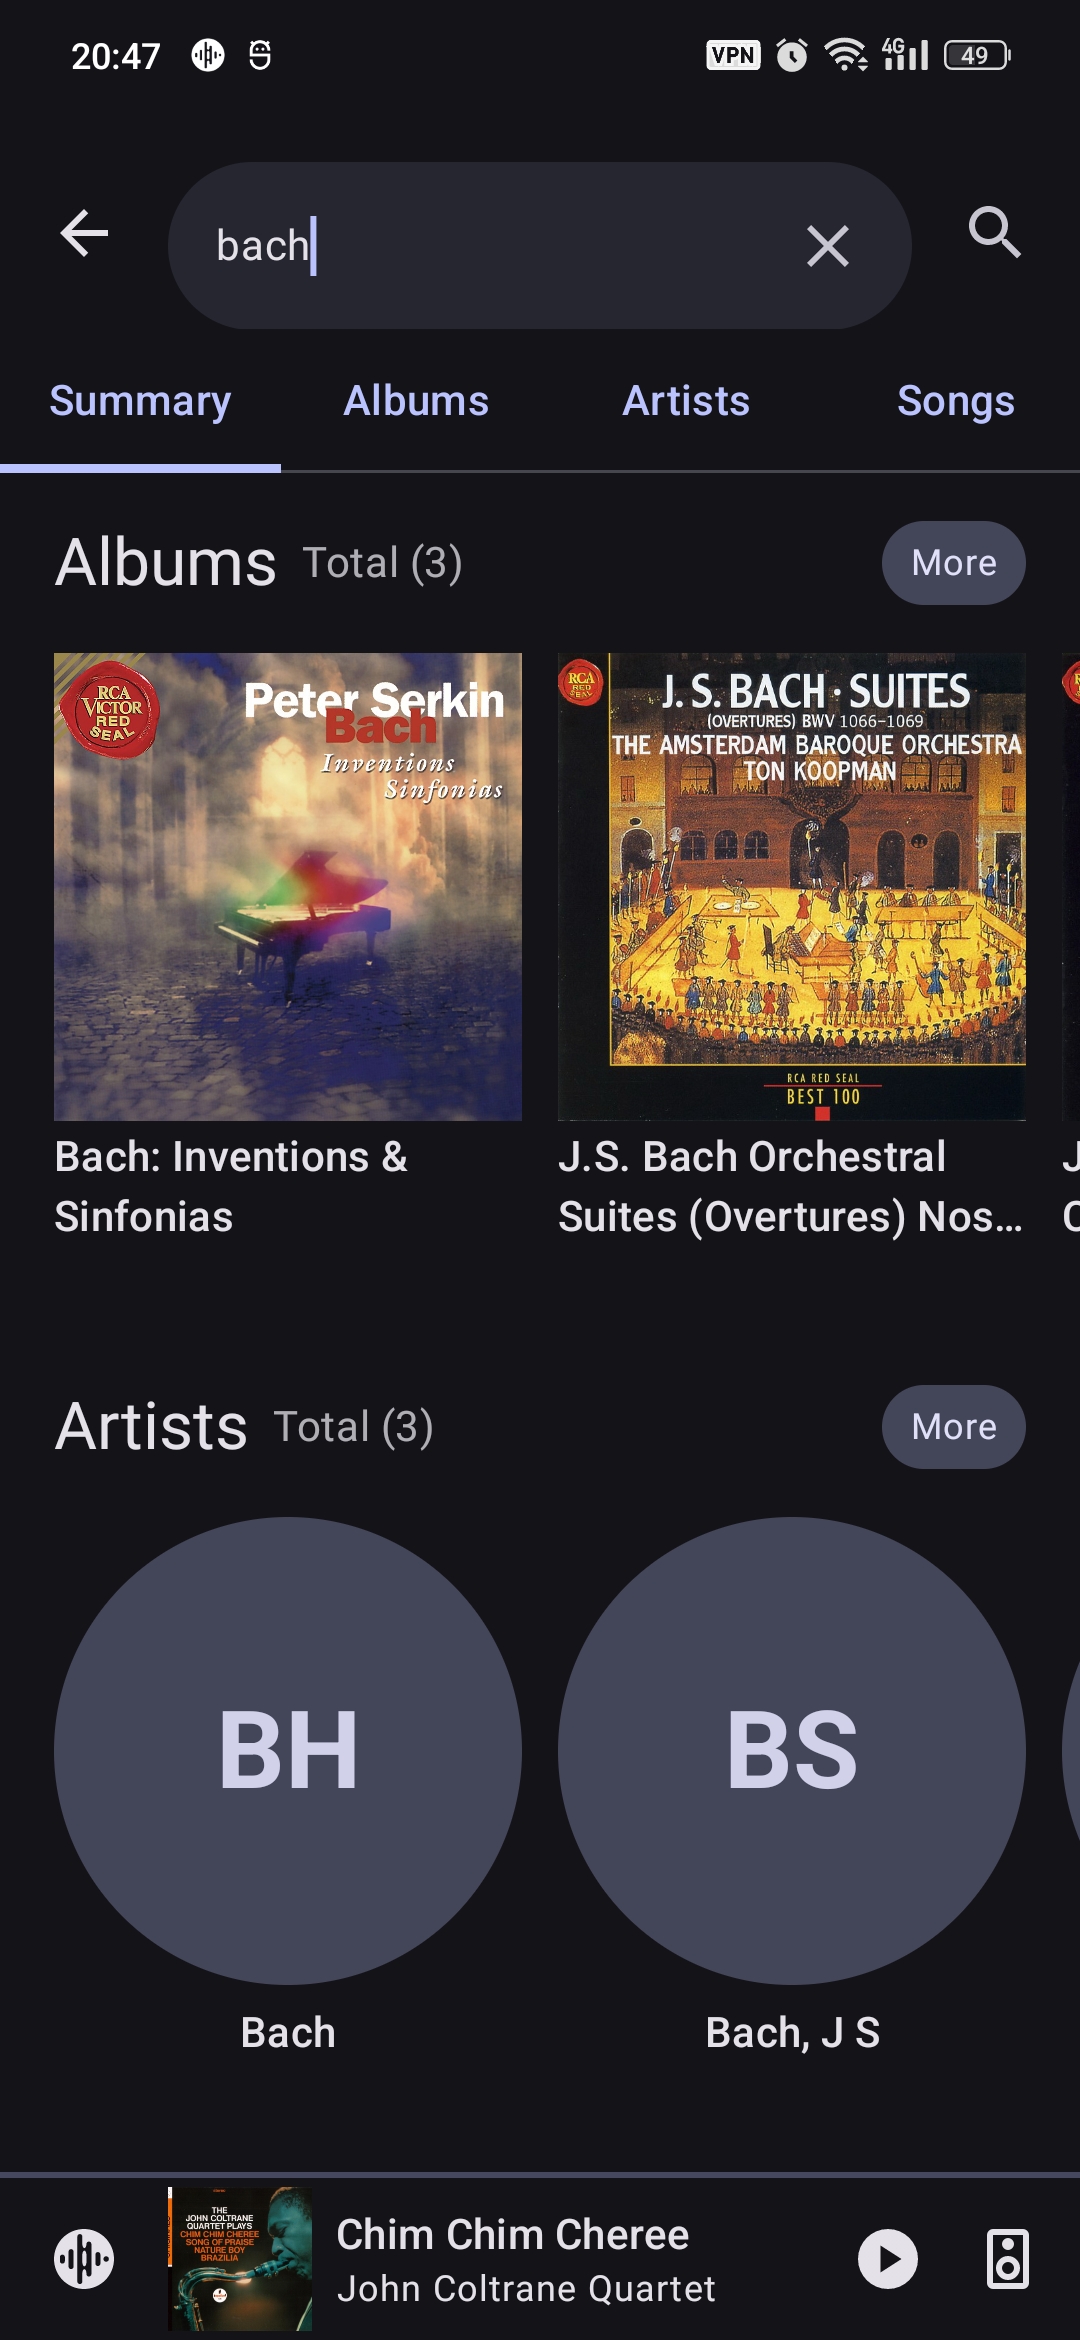 20:47
VPN
4G
49
bach
Summary
Albums
Artists
Songs
Albums Total (3)
More
RCA
VICTOR
RED
SEAL
Peter Serkin
Bach
Inventions
Sinfonias
RCA
RED
SEAL
J. S. BACH · SUITES
(OVERTURES) BWV 1066-1069
THE AMSTERDAM BAROQUE ORCHESTRA
TON KOOPMAN
RCA RED SEAL
BEST 100
Bach: Inventions &
Sinfonias
J.S. Bach Orchestral
Suites (Overtures) Nos...
Artists Total (3)
More
BH
BS
Bach
Bach, J S
THE
JOHN COLTRANE
QUARTET PLAYS
CHIM CHIM CHEREE
SONG OF PRAISE
NATURE BOY
BRAZILIA
Chim Chim Cheree
John Coltrane Quartet